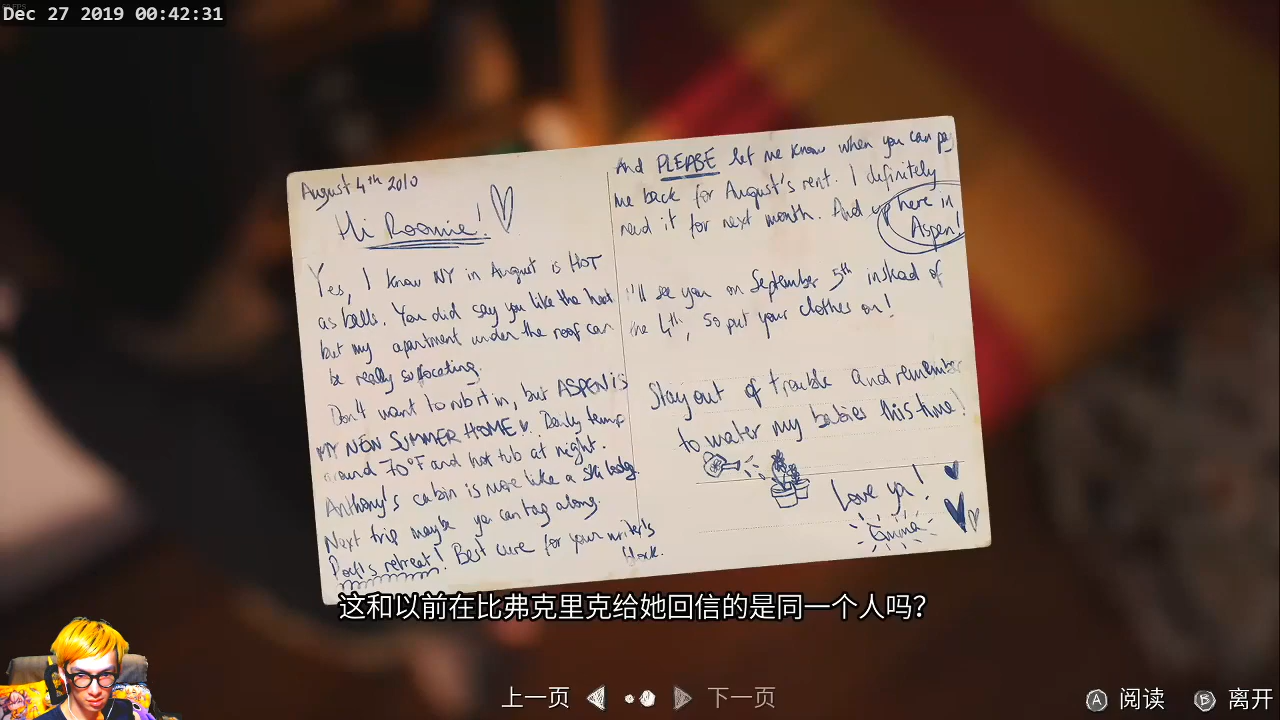 Dec 27 2019 00:42:31
August 4th 2010
Hi Roomie!
Yes, I know NY in August is HOT
as balls. You did say you like the heat
but my apartment under the roof can
be really suffocating.
Don't want to rub it in, but ASPEN is
MY NEW SUMMER HOME. Daily temp
around 70°F and hot tub at night.
Anthony's cabin is more like a ski lodge.
Next trip maybe you can tag along.
Poet's retreat! Best cure for your writer's
block.
And PLEASE let me know when you can pay
me back for August's rent. I definitely
need it for next month. And up here in
Aspen!
I'll see you on September 5th instead of
the 4th, so put your clothes on!
Stay out of trouble and remember
to water my babies this time!
Love ya!
Emma
这和以前在比弗克里克给她回信的是同一个人吗?
上一页 下一页
A 阅读 B 离开